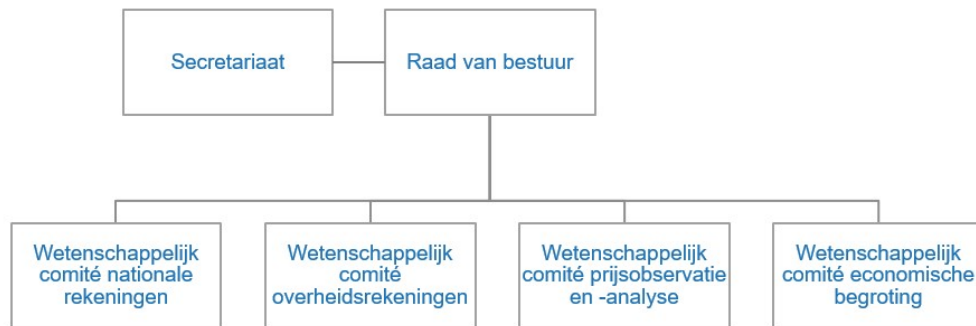 Secretariaat
Raad van bestuur
Wetenschappelijk
comité nationale
rekeningen
Wetenschappelijk
comité
overheidsrekeningen
Wetenschappelijk
comité prijsobservatie
en -analyse
Wetenschappelijk
comité economische
begroting